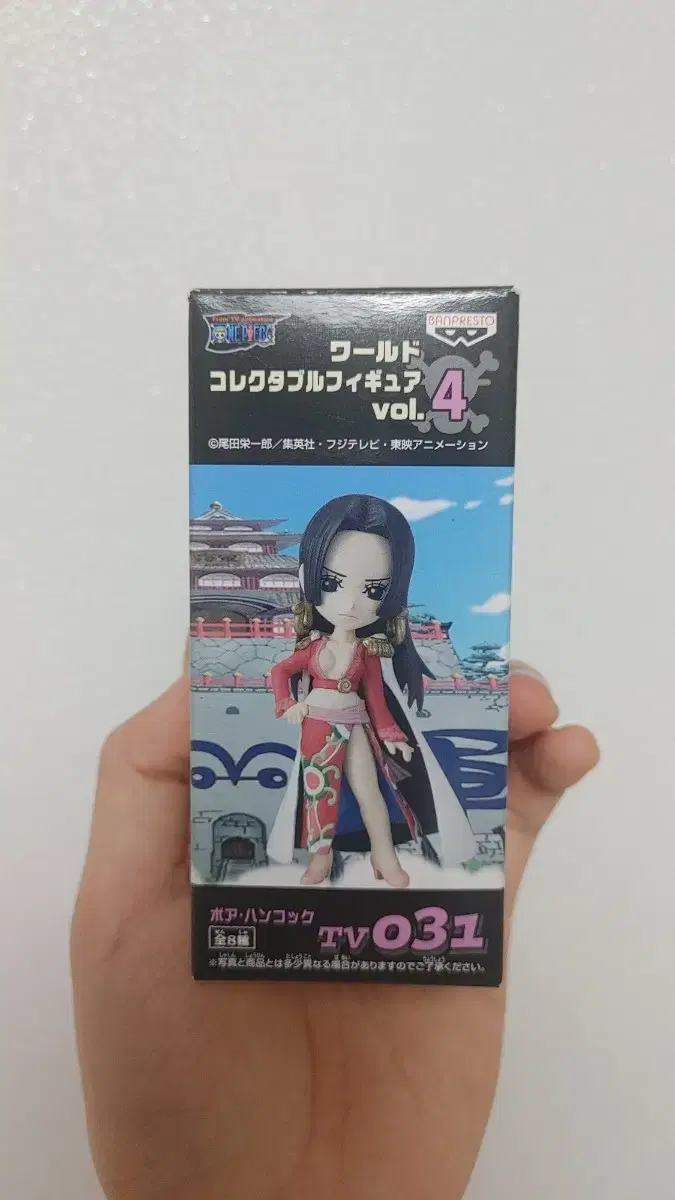 From TV animation
ONE PIECE
BANPRESTO
ワールド
コレクタブルフィギュア
vol.4
©尾田栄一郎／集英社・フジテレビ・東映アニメーション
ボア・ハンコック
全8種
TV031
※写真と商品とは多少異なる場合がありますのでご了承ください。